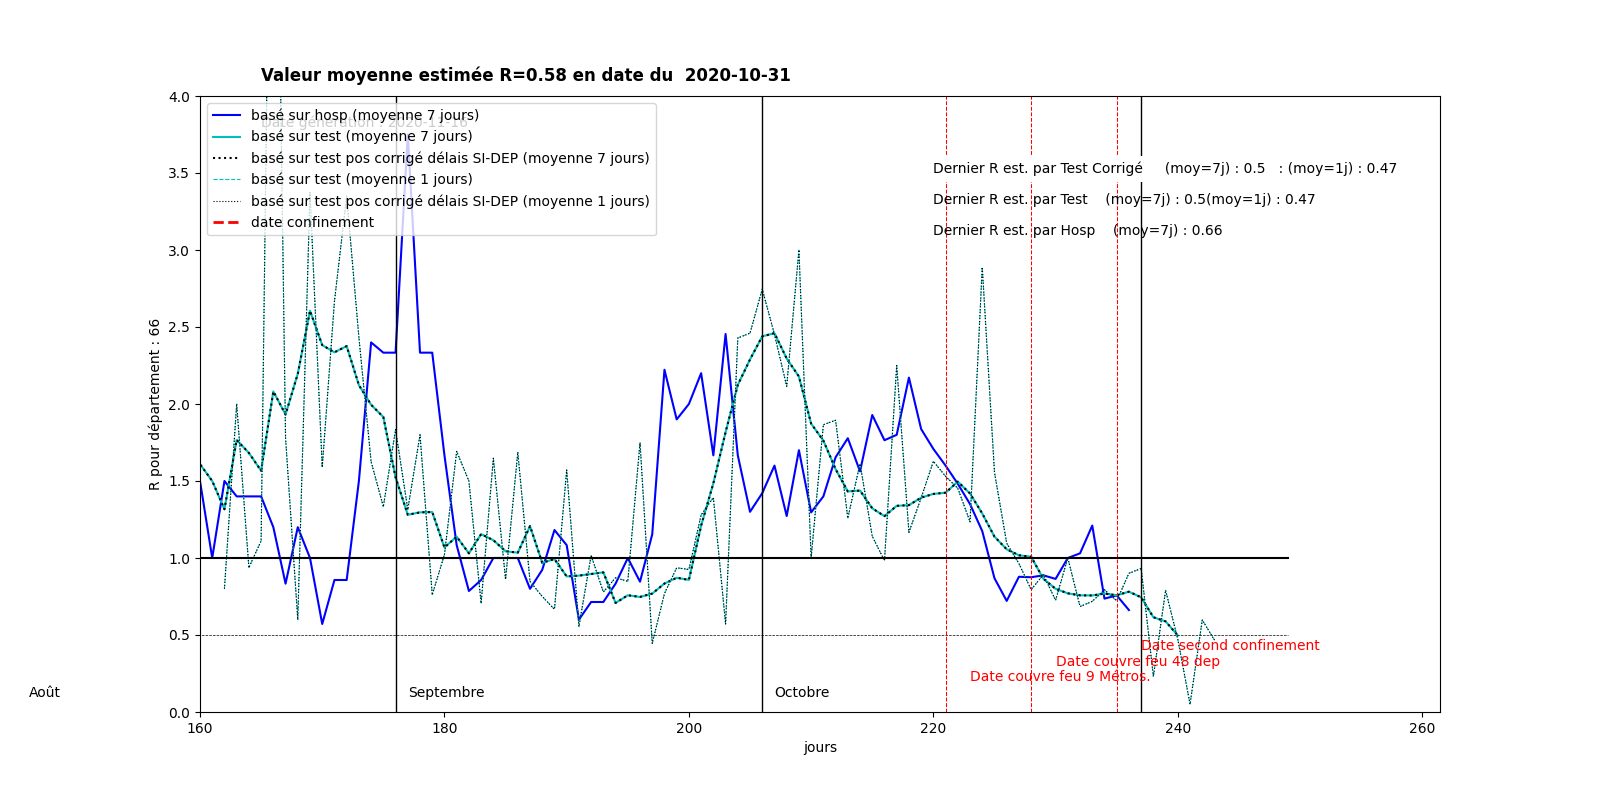 Valeur moyenne estimée R=0.58 en date du  2020-10-31
4.0
3.5
3.0
2.5
2.0
1.5
1.0
0.5
0.0
R pour département : 66
basé sur hosp (moyenne 7 jours)
Date génération : 2020-11-16
basé sur test (moyenne 7 jours)
basé sur test pos corrigé délais SI-DEP (moyenne 7 jours)
basé sur test (moyenne 1 jours)
basé sur test pos corrigé délais SI-DEP (moyenne 1 jours)
date confinement
Dernier R est. par Test Corrigé (moy=7j) : 0.5 : (moy=1j) : 0.47
Dernier R est. par Test (moy=7j) : 0.5(moy=1j) : 0.47
Dernier R est. par Hosp (moy=7j) : 0.66
Date second confinement
Date couvre feu 48 dep
Date couvre feu 9 Métros.
Août
Septembre
Octobre
160
180
200
220
240
260
jours